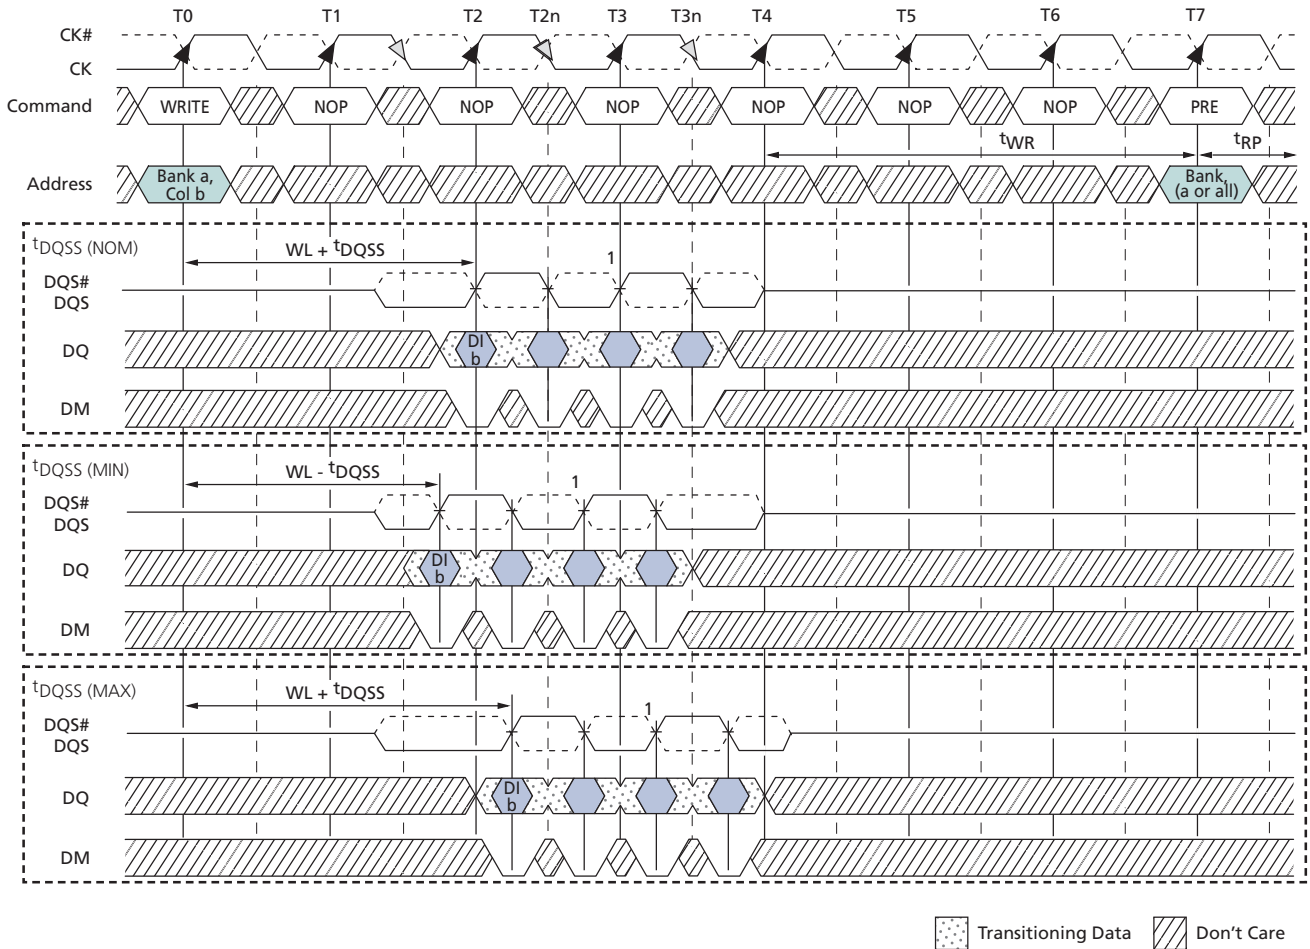 T0 T1 T2 T2n T3 T3n T4 T5 T6 T7
CK#
CK
Command WRITE NOP NOP NOP NOP NOP NOP PRE
tWR tRP
Address Bank a, Col b Bank, (a or all)
tDQSS (NOM)
WL + tDQSS
1
DQS#
DQS
DQ DI b
DM
tDQSS (MIN)
WL - tDQSS
1
DQS#
DQS
DQ DI b
DM
tDQSS (MAX)
WL + tDQSS
1
DQS#
DQS
DQ DI b
DM
Transitioning Data Don't Care